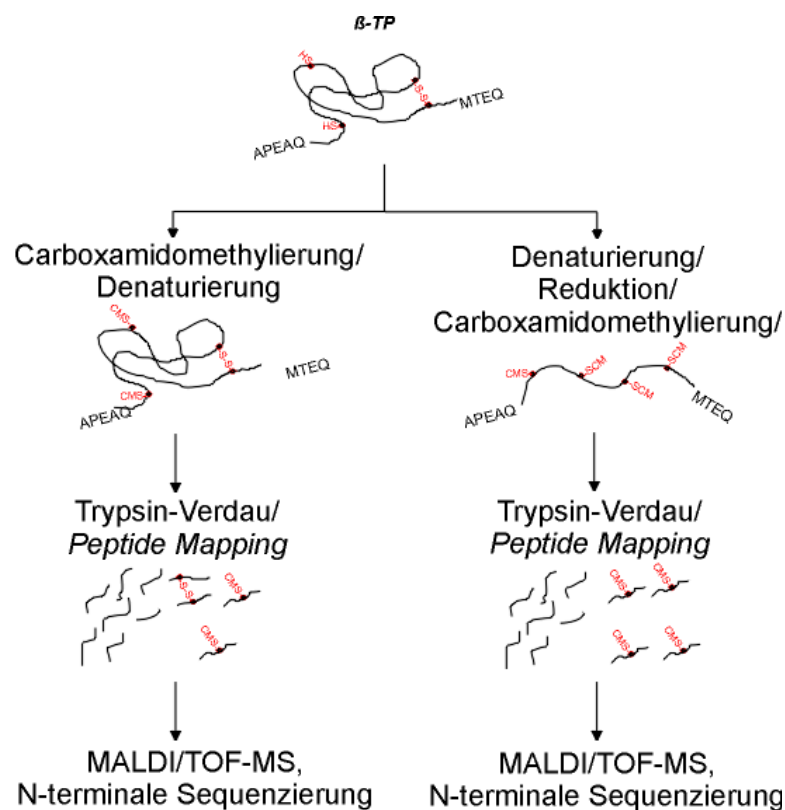 ß-TP
HS
S-S
MTEQ
HS
APEAQ
Carboxamidomethylierung/
Denaturierung
CMS
S-S
MTEQ
CMS
APEAQ
Denaturierung/
Reduktion/
Carboxamidomethylierung/
SCM
CMS
SCM
SCM
APEAQ
MTEQ
Trypsin-Verdau/
Peptide Mapping
S-S
CMS
CMS
Trypsin-Verdau/
Peptide Mapping
CMS
CMS
CMS
CMS
MALDI/TOF-MS,
N-terminale Sequenzierung
MALDI/TOF-MS,
N-terminale Sequenzierung